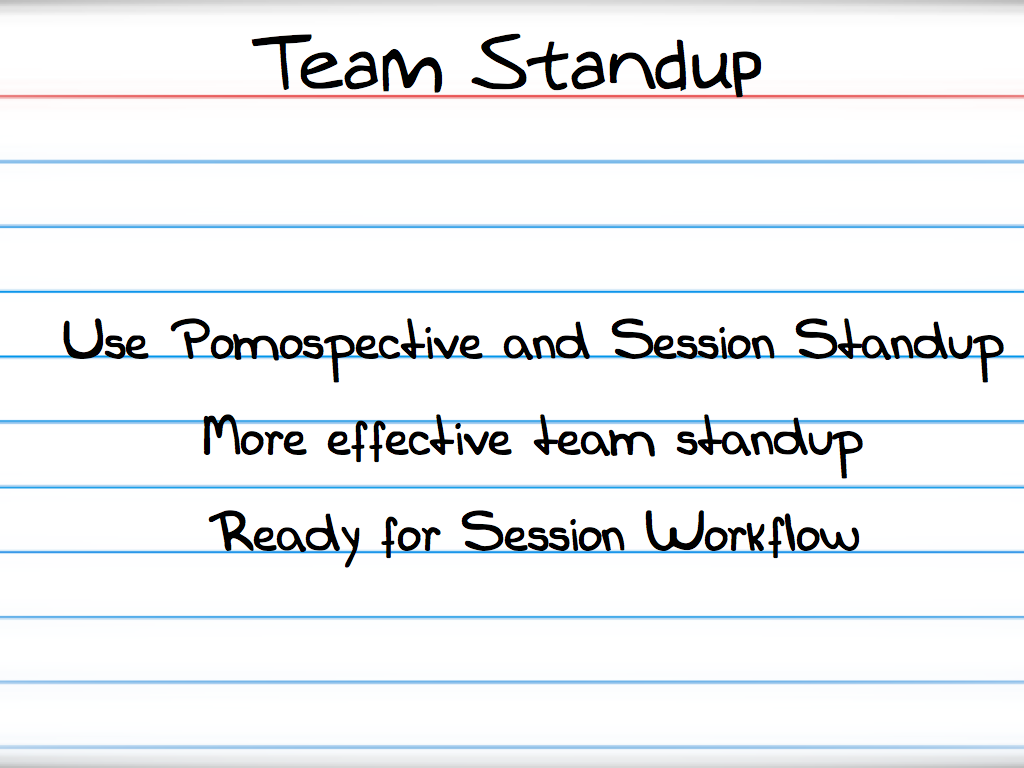 Team Standup
Use Pomospective and Session Standup
More effective team standup
Ready for Session Workflow